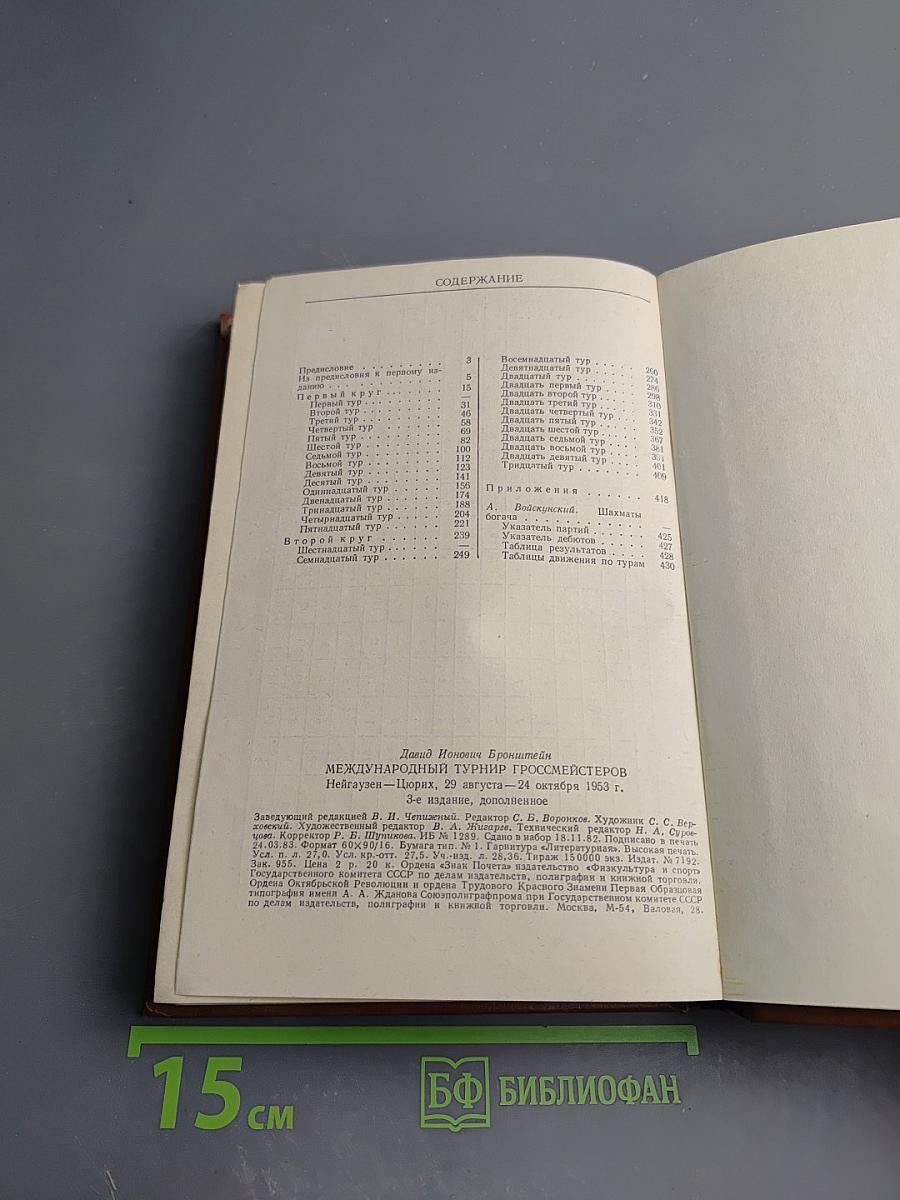 СОДЕРЖАНИЕ
Предисловие . . . . . . . . . 3
Из предисловия к первому из-
данию . . . . . . . . . . 5
Первый круг . . . . . . 15
Первый тур . . . . . . . —
Второй тур . . . . . . . 31
Третий тур . . . . . . . 46
Четвертый тур . . . . . . 58
Пятый тур . . . . . . . 69
Шестой тур . . . . . . . 82
Седьмой тур . . . . . . . 100
Восьмой тур . . . . . . . 112
Девятый тур . . . . . . . 123
Десятый тур . . . . . . . 141
Одиннадцатый тур . . . . . 156
Двенадцатый тур . . . . . 174
Тринадцатый тур . . . . . 188
Четырнадцатый тур . . . . . 204
Пятнадцатый тур . . . . . 221
Второй круг . . . . . . 239
Шестнадцатый тур . . . . . —
Семнадцатый тур . . . . . 249
Восемнадцатый тур . . . . . 260
Девятнадцатый тур . . . . . 274
Двадцатый тур . . . . . . 286
Двадцать первый тур . . . . 298
Двадцать второй тур . . . . 310
Двадцать третий тур . . . . 331
Двадцать четвертый тур . . . 342
Двадцать пятый тур . . . . 352
Двадцать шестой тур . . . . 367
Двадцать седьмой тур . . . . 381
Двадцать восьмой тур . . . . 391
Двадцать девятый тур . . . . 401
Тридцатый тур . . . . . . 409
Приложения . . . . . . 418
А. Войскунский. Шахматы
богача . . . . . . . . . . —
Указатель партий . . . . . 425
Указатель дебютов . . . . . 427
Таблица результатов . . . . 428
Таблицы движения по турам 430
Давид Ионович Бронштейн
МЕЖДУНАРОДНЫЙ ТУРНИР ГРОССМЕЙСТЕРОВ
Нейгаузен—Цюрих, 29 августа—24 октября 1953 г.
3-е издание, дополненное
Заведующий редакцией В. И. Чепижный. Редактор С. Б. Воронков. Художник С. С. Вер-
ховский. Художественный редактор В. А. Жигарев. Технический редактор Н. А. Суров-
цова. Корректор Р. Б. Шупикова. ИБ № 1289. Сдано в набор 18.11.82. Подписано в печать
24.03.83. Формат 60×90/16. Бумага тип. № 1. Гарнитура «Литературная». Высокая печать.
Усл. п. л. 27,0. Усл. кр.-отт. 27,5. Уч.-изд. л. 28,36. Тираж 150000 экз. Издат. № 7192.
Зак. 955. Цена 2 р. 20 к. Ордена «Знак Почета» издательство «Физкультура и спорт»
Государственного комитета СССР по делам издательств, полиграфии и книжной торговли.
Ордена Октябрьской Революции и ордена Трудового Красного Знамени Первая Образцовая
типография имени А. А. Жданова Союзполиграфпрома при Государственном комитете СССР
по делам издательств, полиграфии и книжной торговли. Москва, М-54, Валовая, 28.
15 см
БФ БИБЛИОФАН